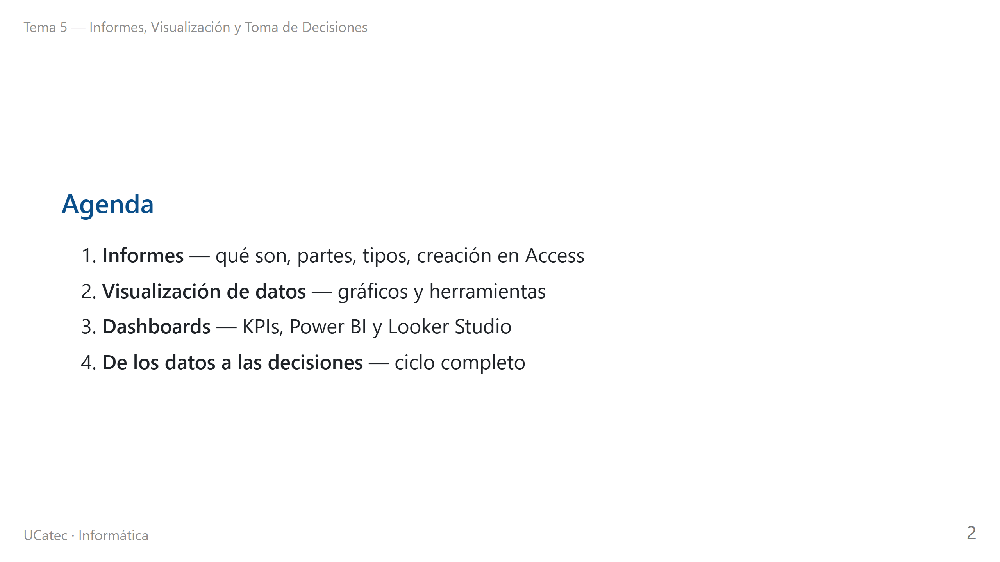 Tema 5 — Informes, Visualización y Toma de Decisiones
Agenda
1. Informes — qué son, partes, tipos, creación en Access
2. Visualización de datos — gráficos y herramientas
3. Dashboards — KPIs, Power BI y Looker Studio
4. De los datos a las decisiones — ciclo completo
UCatec · Informática
2